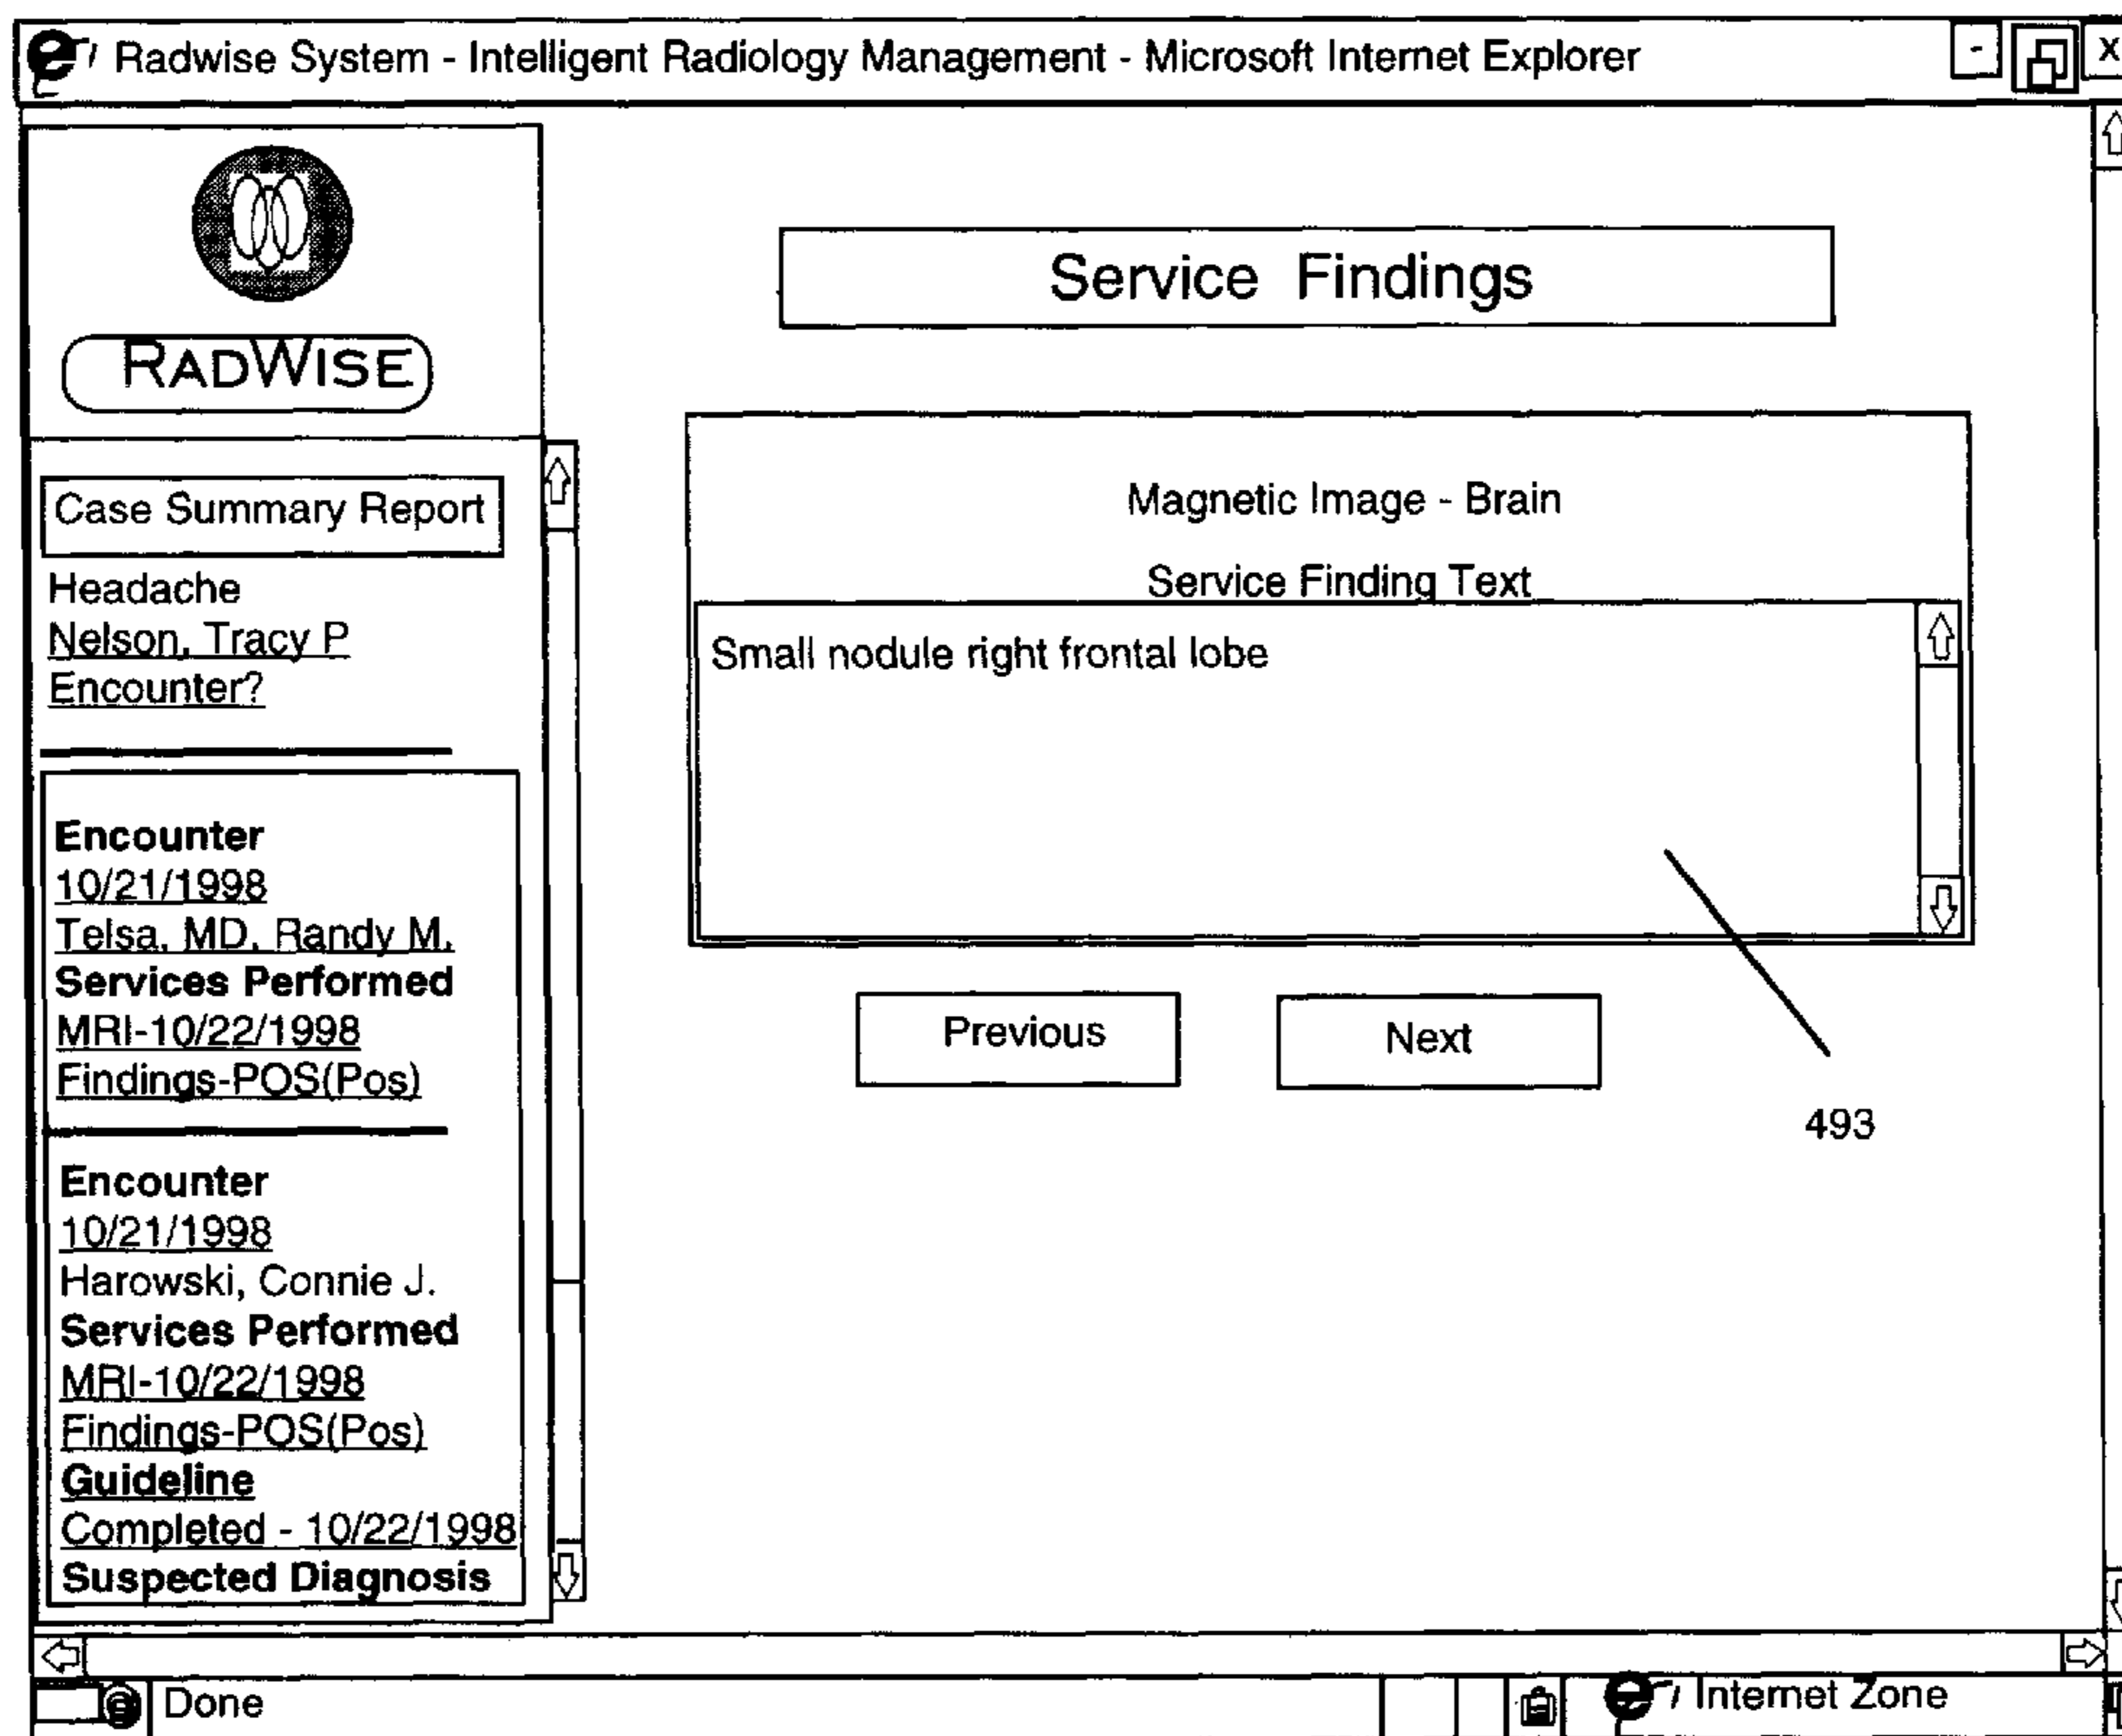 Radwise System - Intelligent Radiology Management - Microsoft Internet Explorer
- X
RADWISE
Case Summary Report
Headache
Nelson, Tracy P
Encounter?
Encounter
10/21/1998
Telsa, MD, Randy M.
Services Performed
MRI-10/22/1998
Findings-POS(Pos)
Encounter
10/21/1998
Harowski, Connie J.
Services Performed
MRI-10/22/1998
Findings-POS(Pos)
Guideline
Completed - 10/22/1998
Suspected Diagnosis
Service Findings
Magnetic Image - Brain
Service Finding Text
Small nodule right frontal lobe
Previous
Next
493
Done
Internet Zone